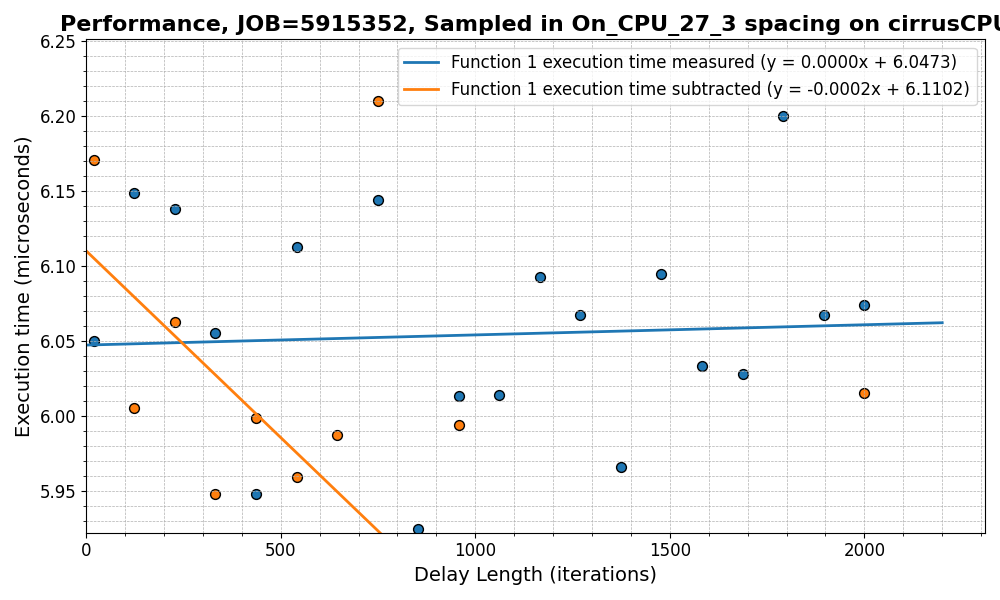 Performance, JOB=5915352, Sampled in On_CPU_27_3 spacing on cirrusCPU
Function 1 execution time measured (y = 0.0000x + 6.0473)
Function 1 execution time subtracted (y = -0.0002x + 6.1102)
Execution time (microseconds)
6.25
6.20
6.15
6.10
6.05
6.00
5.95
0
500
1000
1500
2000
Delay Length (iterations)